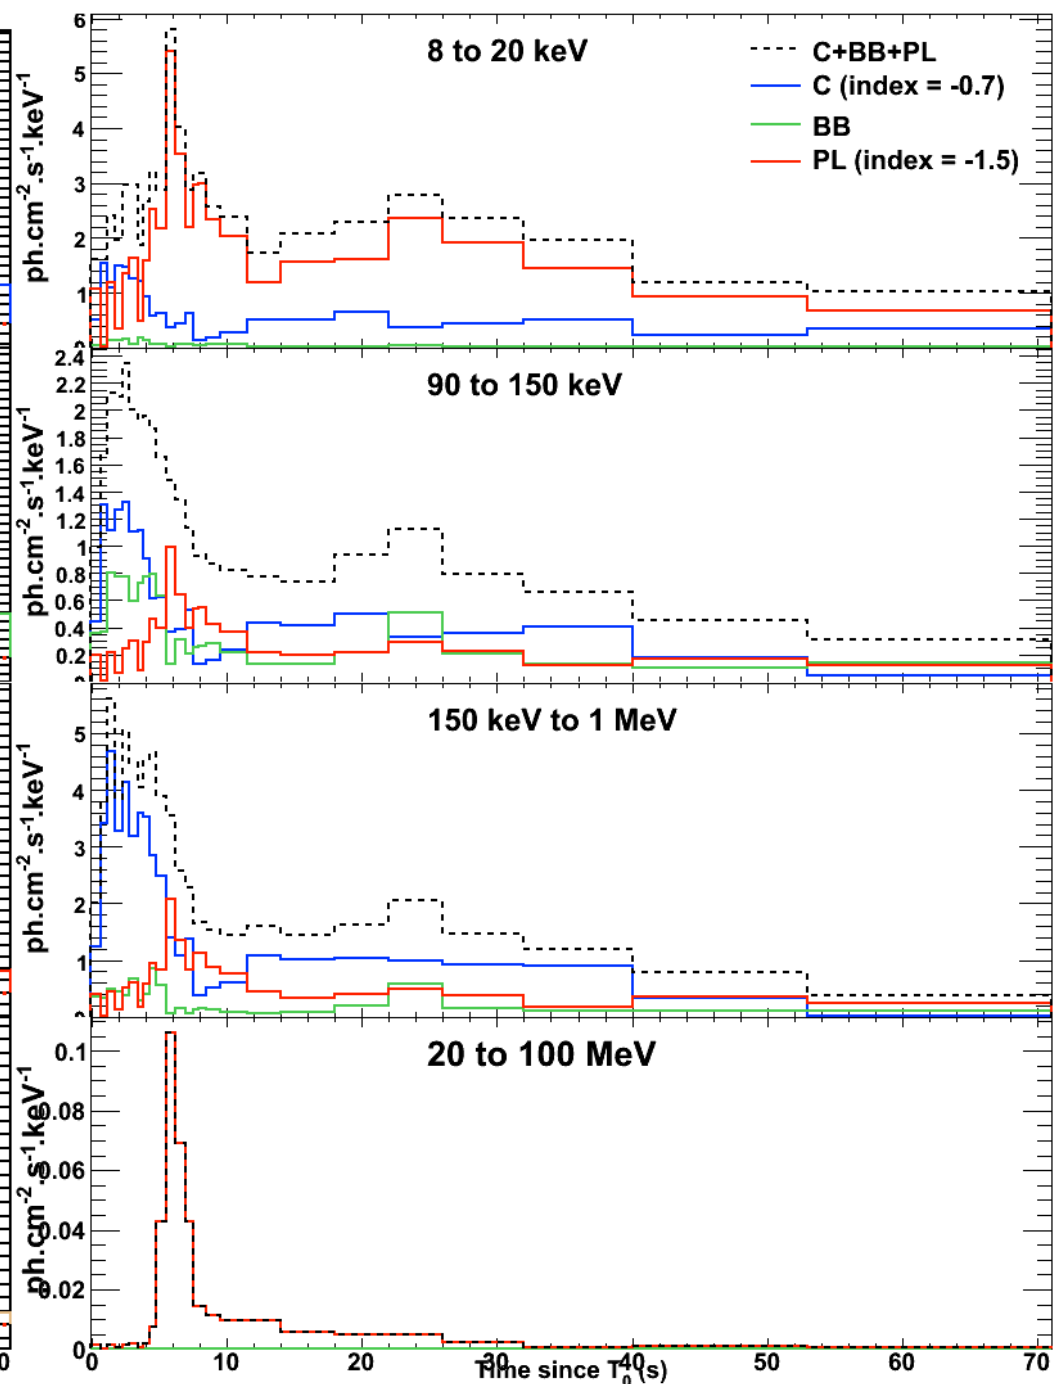 8 to 20 keV
C+BB+PL
C (index = -0.7)
BB
PL (index = -1.5)
ph.cm-2.s-1.keV-1
6
5
4
3
2
1
90 to 150 keV
ph.cm-2.s-1.keV-1
2.4
2.2
2
1.8
1.6
1.4
1.2
1
0.8
0.6
0.4
0.2
150 keV to 1 MeV
ph.cm-2.s-1.keV-1
5
4
3
2
1
20 to 100 MeV
ph.cm-2.s-1.keV-1
0.1
0.08
0.06
0.04
0.02
0
0 0 10 20 30 40 50 60 70
Time since T0 (s)